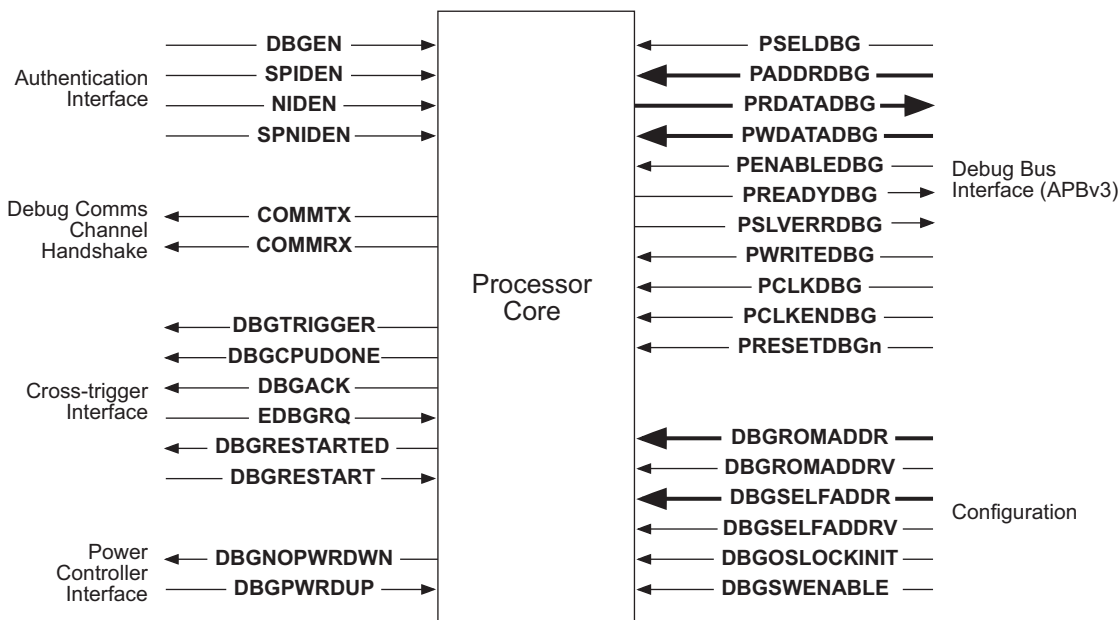 DBGEN
SPIDEN
NIDEN
SPNIDEN
Authentication
Interface
COMMTX
COMMRX
Debug Comms
Channel
Handshake
DBGTRIGGER
DBGCPUDONE
DBGACK
EDBGRQ
DBGRESTARTED
DBGRESTART
Cross-trigger
Interface
DBGNOPWRDWN
DBGPWRDUP
Power
Controller
Interface
Processor
Core
PSELDBG
PADDRDBG
PRDATADBG
PWDATADBG
PENABLEDBG
PREADYDBG
PSLVERRDBG
PWRITEDBG
PCLKDBG
PCLKENDBG
PRESETDBGn
Debug Bus
Interface (APBv3)
DBGROMADDR
DBGROMADDRV
DBGSELFADDR
DBGSELFADDRV
DBGOSLOCKINIT
DBGSWENABLE
Configuration